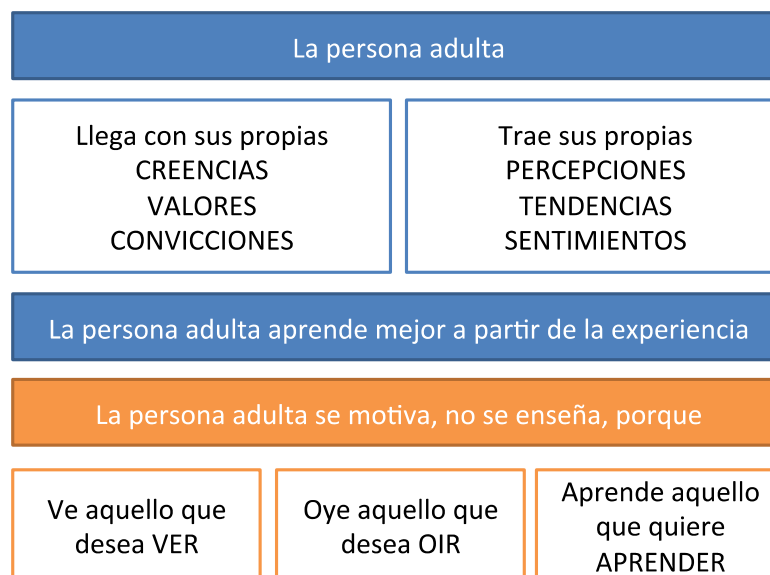 La persona adulta
Llega con sus propias
CREENCIAS
VALORES
CONVICCIONES
Trae sus propias
PERCEPCIONES
TENDENCIAS
SENTIMIENTOS
La persona adulta aprende mejor a partir de la experiencia
La persona adulta se motiva, no se enseña, porque
Ve aquello que
desea VER
Oye aquello que
desea OIR
Aprende aquello
que quiere
APRENDER